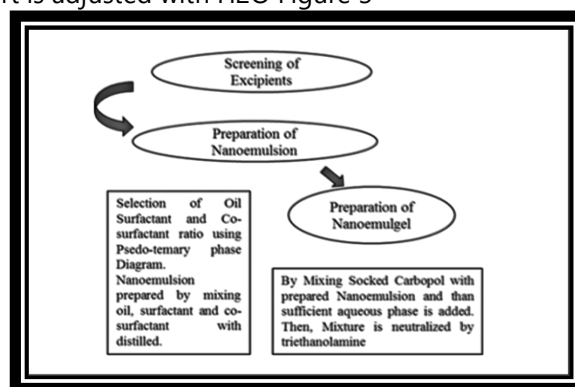 rt is adjusted with H2O Figure 3
Screening of
Excipients
Preparation of
Nanoemulsion
Preparation of
Nanoemulgel
Selection of Oil
Surfactant and Co-
surfactant ratio using
Psedo-temary phase
Diagram.
Nanoemulsion
prepared by mixing
oil, surfactant and co-
surfactant with
distilled.
By Mixing Socked Carbopol with
prepared Nanoemulsion and than
sufficient aqueous phase is added.
Then, Mixture is neutralized by
triethanolamine